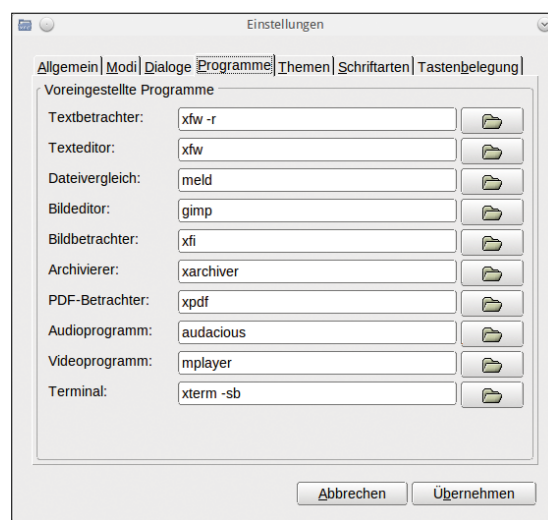 Einstellungen
Allgemein Modi Dialoge Programme Themen Schriftarten Tastenbelegung
Voreingestellte Programme
Textbetrachter: xfw -r
Texteditor: xfw
Dateivergleich: meld
Bildeditor: gimp
Bildbetrachter: xfi
Archivierer: xarchiver
PDF-Betrachter: xpdf
Audioprogramm: audacious
Videoprogramm: mplayer
Terminal: xterm -sb
Abbrechen Übernehmen